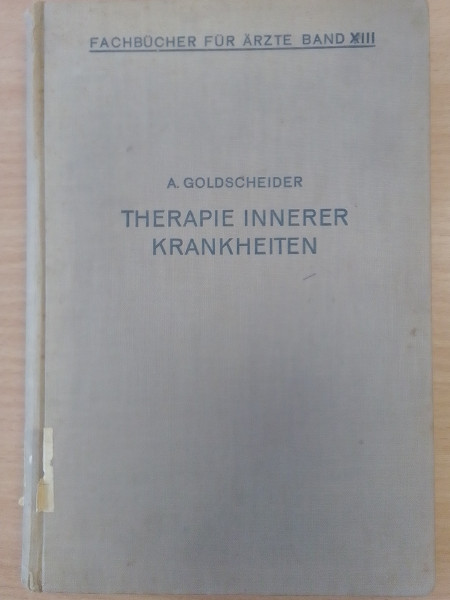 FACHBÜCHER FÜR ÄRZTE BAND XIII
A. GOLDSCHEIDER
THERAPIE INNERER
KRANKHEITEN